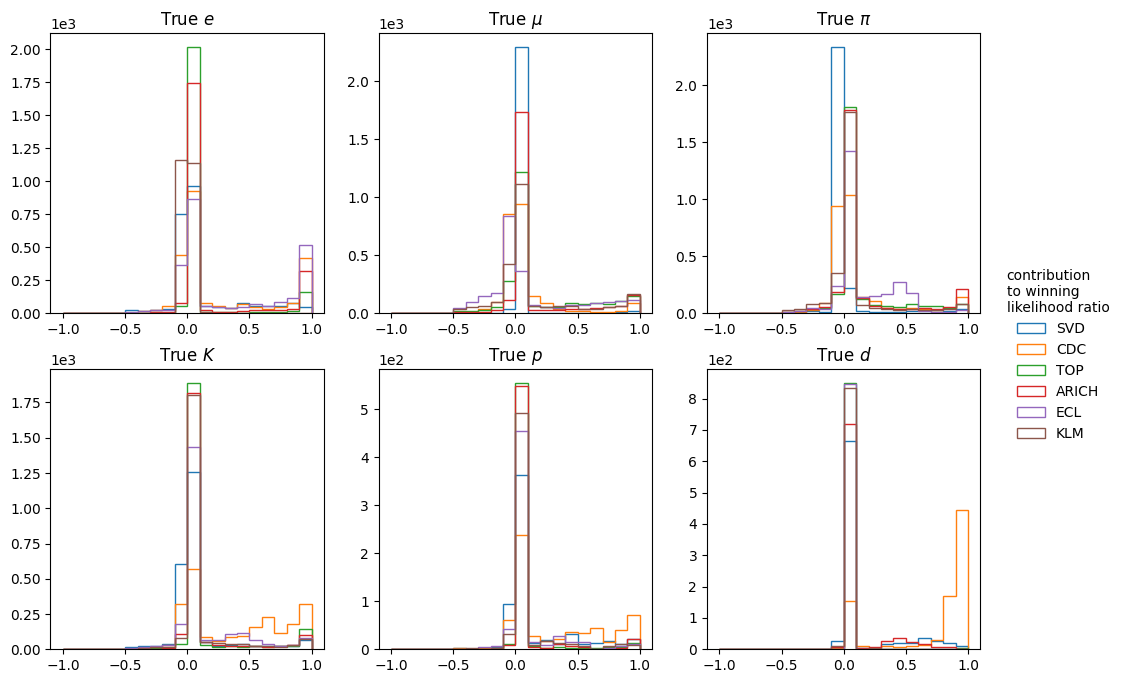 True e
1e3
2.00
1.75
1.50
1.25
1.00
0.75
0.50
0.25
0.00
−1.0 −0.5 0.0 0.5 1.0
True μ
1e3
2.0
1.5
1.0
0.5
0.0
−1.0 −0.5 0.0 0.5 1.0
True π
1e3
2.0
1.5
1.0
0.5
0.0
−1.0 −0.5 0.0 0.5 1.0
True K
1e3
1.75
1.50
1.25
1.00
0.75
0.50
0.25
0.00
−1.0 −0.5 0.0 0.5 1.0
True p
1e2
5
4
3
2
1
0
−1.0 −0.5 0.0 0.5 1.0
True d
1e2
8
7
6
5
4
3
2
1
0
−1.0 −0.5 0.0 0.5 1.0
contribution
to winning
likelihood ratio
SVD
CDC
TOP
ARICH
ECL
KLM